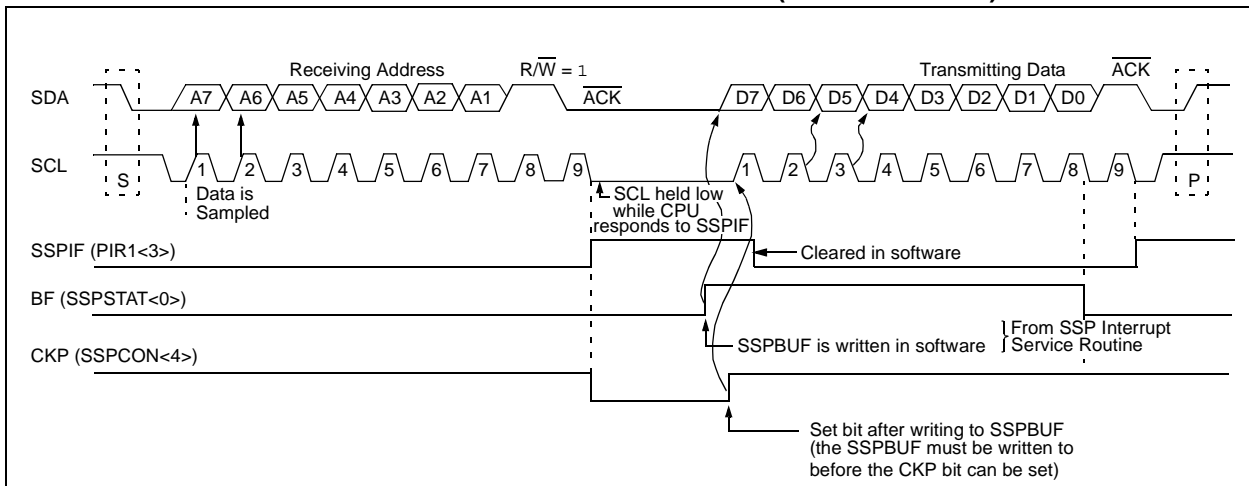 Receiving Address R/W = 1 Transmitting Data ACK
SDA A7 A6 A5 A4 A3 A2 A1 ACK D7 D6 D5 D4 D3 D2 D1 D0
SCL S 1 2 3 4 5 6 7 8 9 1 2 3 4 5 6 7 8 9 P
Data is
Sampled
SCL held low
while CPU
responds to SSPIF
SSPIF (PIR1<3>)
Cleared in software
BF (SSPSTAT<0>)
SSPBUF is written in software
From SSP Interrupt
Service Routine
CKP (SSPCON<4>)
Set bit after writing to SSPBUF
(the SSPBUF must be written to
before the CKP bit can be set)